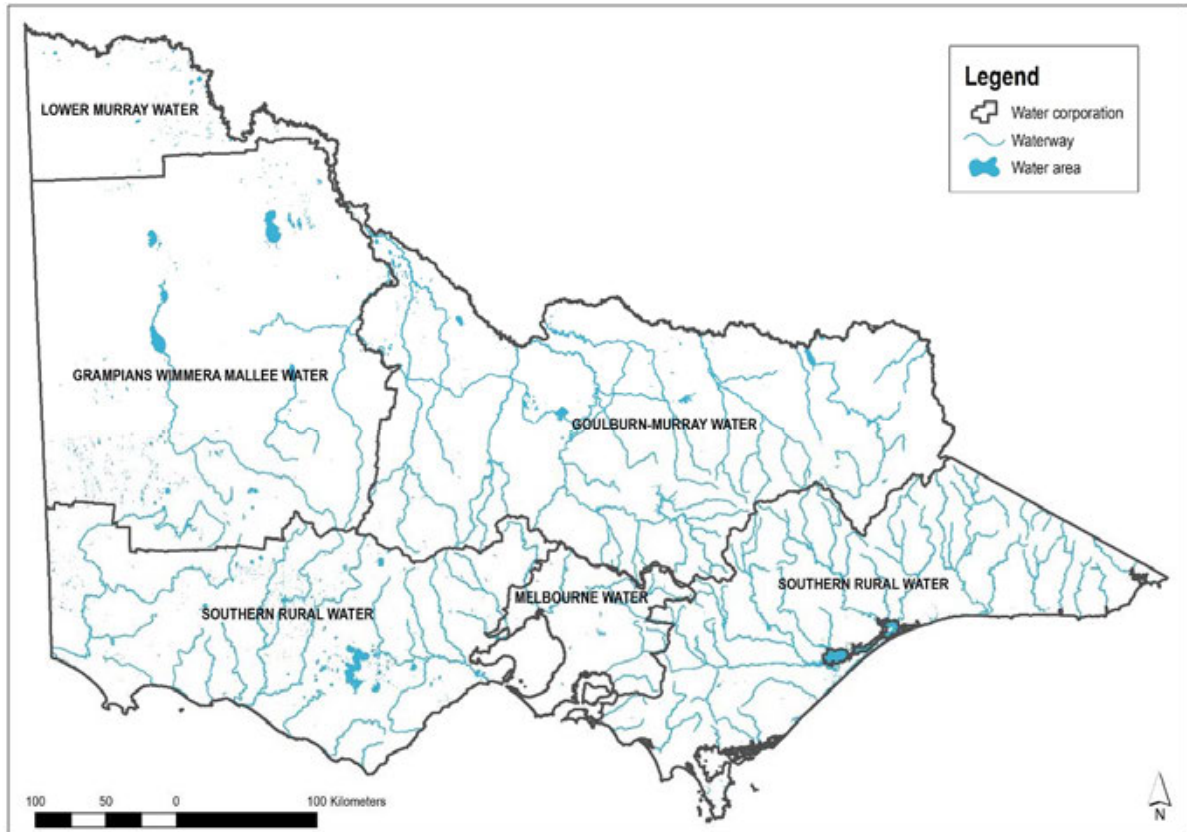 Legend
Water corporation
Waterway
Water area
LOWER MURRAY WATER
GRAMPIANS WIMMERA MALLEE WATER
GOULBURN-MURRAY WATER
SOUTHERN RURAL WATER
MELBOURNE WATER
SOUTHERN RURAL WATER
100 50 0 100 Kilometers
N